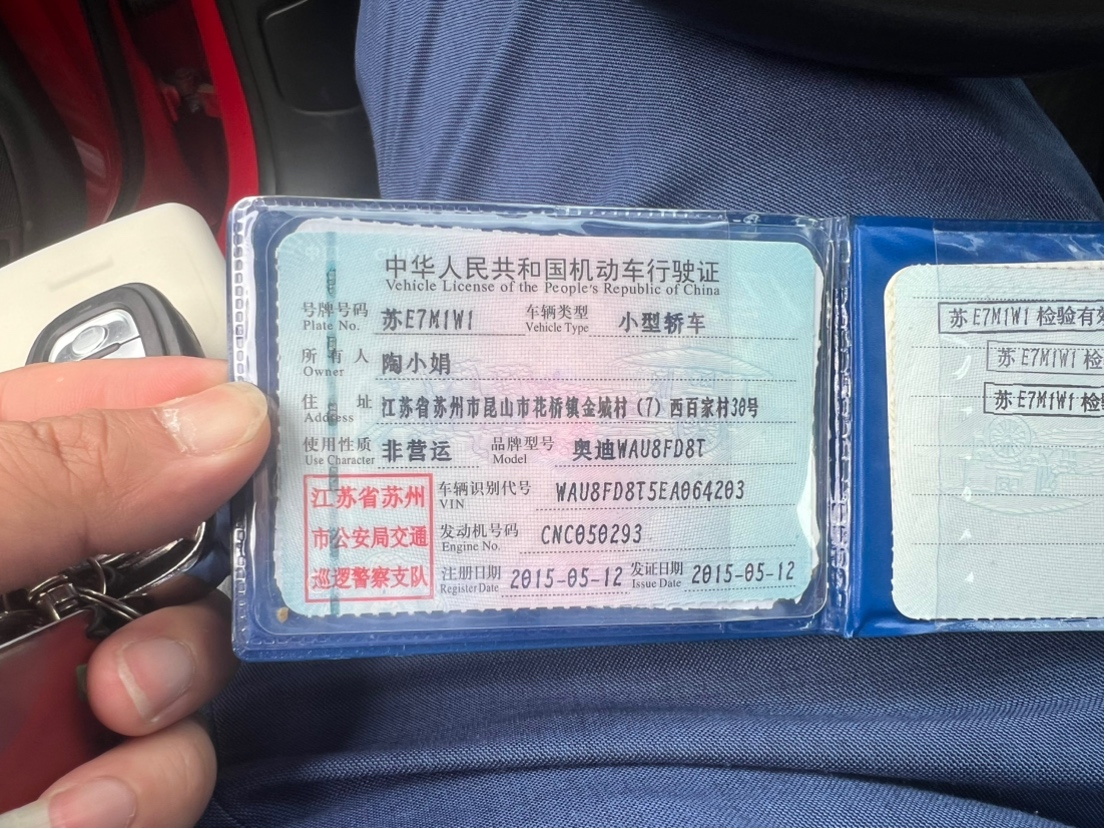 中华人民共和国机动车行驶证
Vehicle License of the People's Republic of China
号牌号码 苏E7M1W1 车辆类型 小型轿车
Plate No. Vehicle Type
所有人 陶小娟
Owner
住址 江苏省苏州市昆山市花桥镇金城村(7)西百家村30号
Address
使用性质 非营运 品牌型号 奥迪WAU8FD8T
Use Character Model
江苏省苏州
市公安局交通
巡逻警察支队
车辆识别代号 WAU8FD8T5EA064203
VIN
发动机号码 CNC050293
Engine No.
注册日期 2015-05-12 发证日期 2015-05-12
Register Date Issue Date
苏E7M1W1 检验有效
苏E7M1W1 检
苏E7M1W1 检